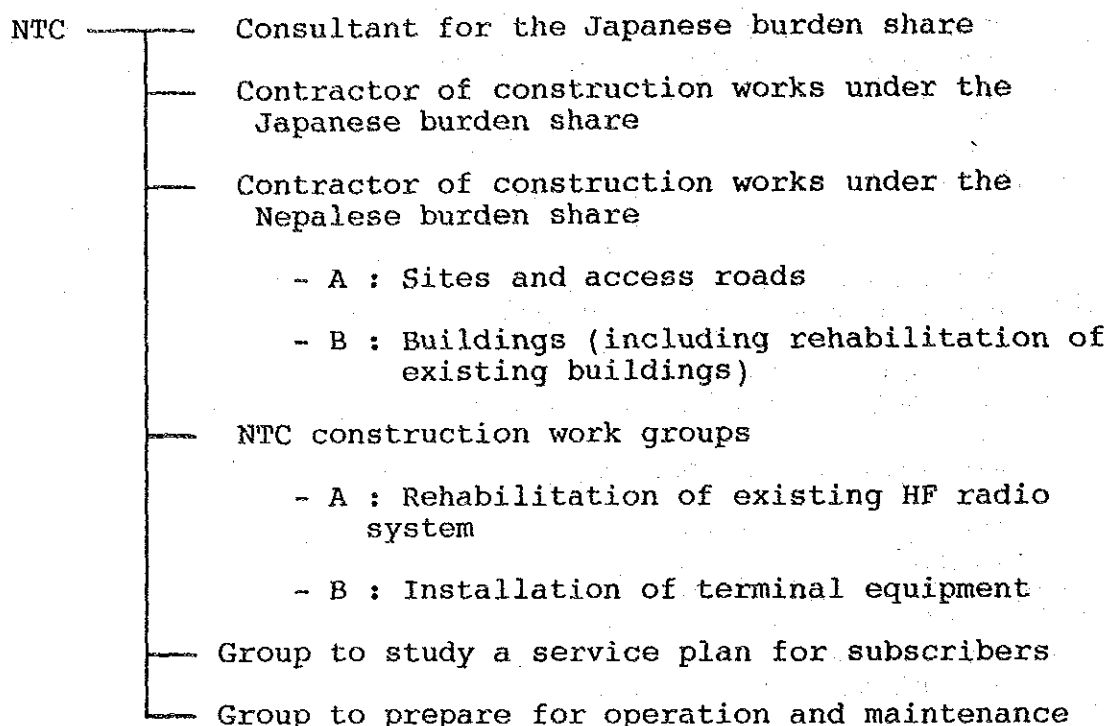 NTC Consultant for the Japanese burden share
Contractor of construction works under the
Japanese burden share
Contractor of construction works under the
Nepalese burden share
- A : Sites and access roads
- B : Buildings (including rehabilitation of
existing buildings)
NTC construction work groups
- A : Rehabilitation of existing HF radio
system
- B : Installation of terminal equipment
Group to study a service plan for subscribers
Group to prepare for operation and maintenance